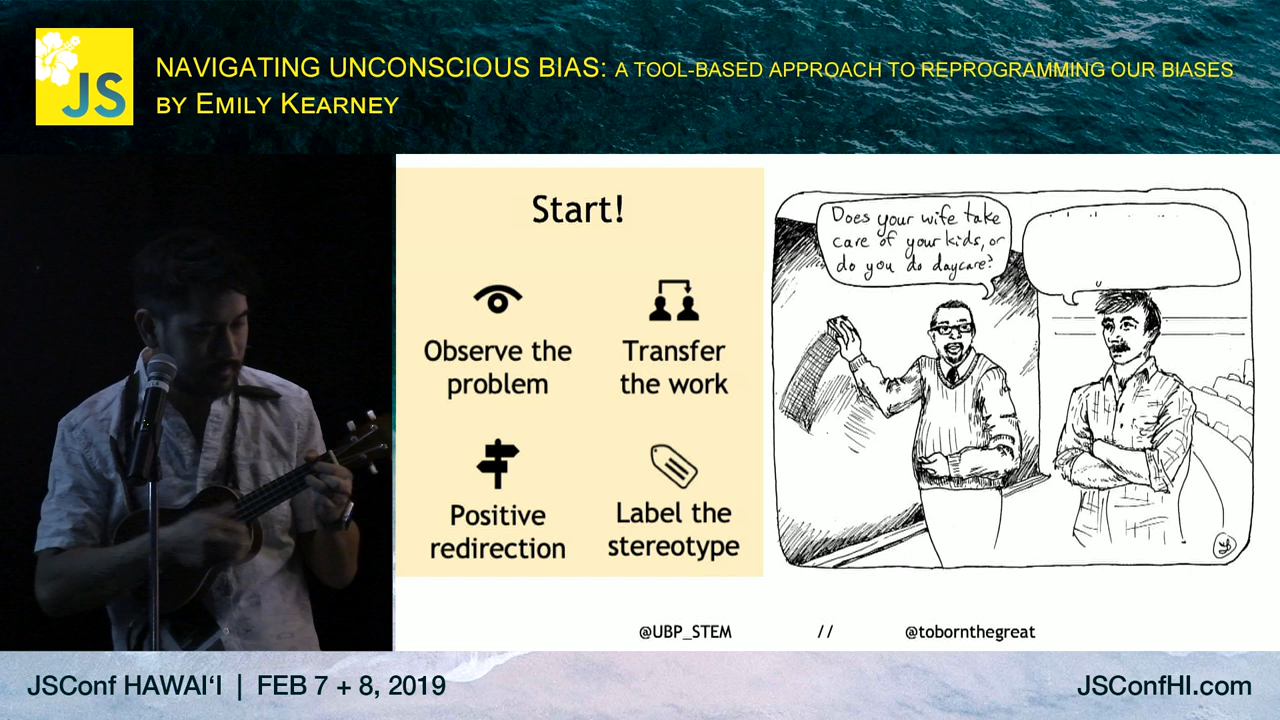 JS
NAVIGATING UNCONSCIOUS BIAS: A TOOL-BASED APPROACH TO REPROGRAMMING OUR BIASES
BY EMILY KEARNEY
Start!
Observe the
problem
Transfer
the work
Positive
redirection
Label the
stereotype
Does your wife take
care of your kids, or
do you do daycare?
@UBP_STEM // @tobornthegreat
JSConf HAWAIʻI | FEB 7 + 8, 2019
JSConfHI.com